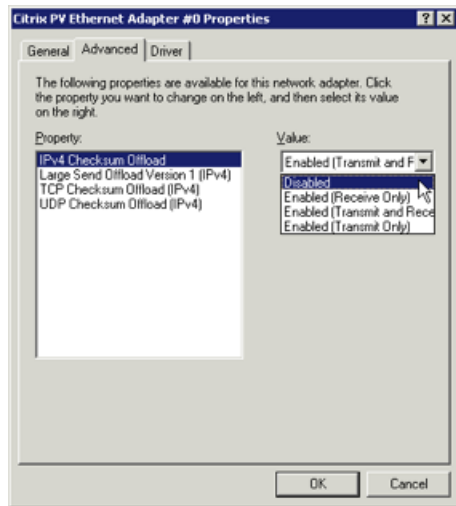 Citrix PV Ethernet Adapter #0 Properties
General Advanced Driver
The following properties are available for this network adapter. Click
the property you want to change on the left, and then select its value
on the right.
Property:
IPv4 Checksum Offload
Large Send Offload Version 1 (IPv4)
TCP Checksum Offload (IPv4)
UDP Checksum Offload (IPv4)
Value:
Enabled (Transmit and F
Disabled
Enabled (Receive Only)
Enabled (Transmit and Rece
Enabled (Transmit Only)
OK Cancel